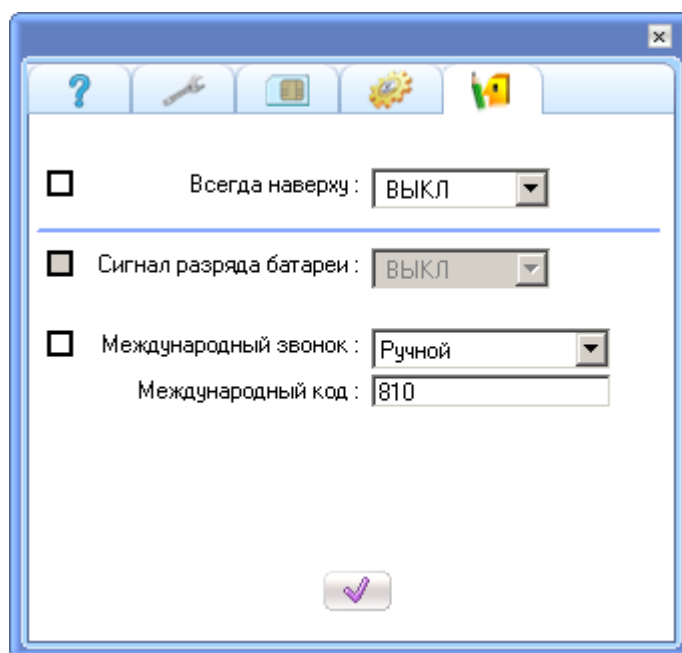 Всегда наверху : ВЫКЛ
Сигнал разряда батареи : ВЫКЛ
Международный звонок : Ручной
Международный код : 810